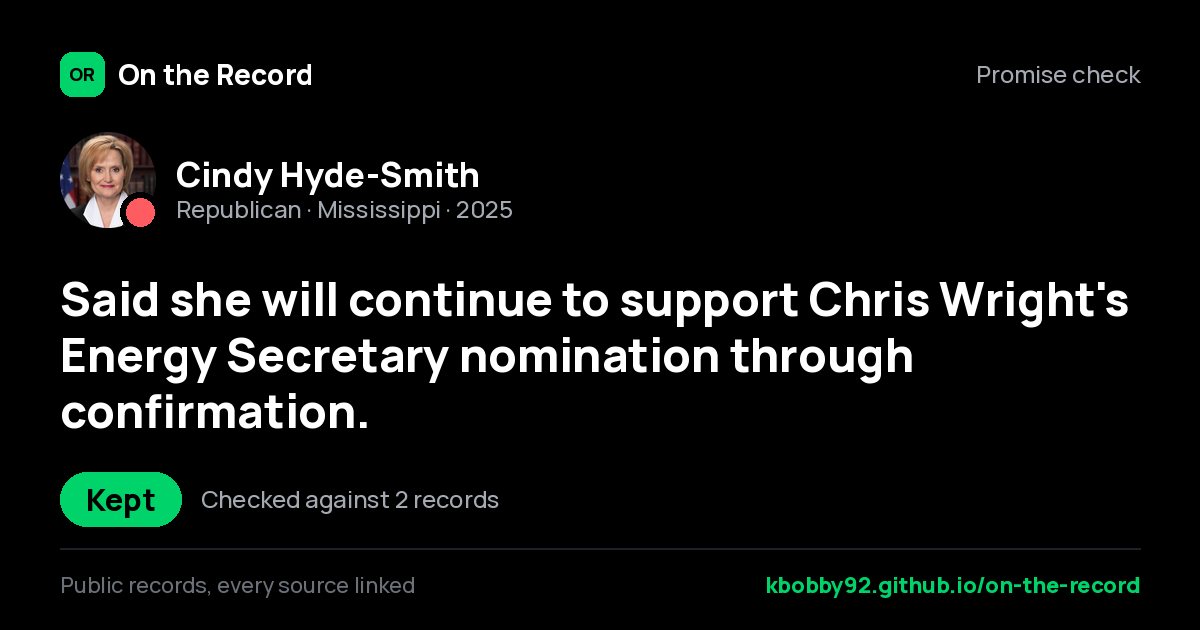 OR On the Record
Promise check
Cindy Hyde-Smith
Republican · Mississippi · 2025
Said she will continue to support Chris Wright's
Energy Secretary nomination through
confirmation.
Kept Checked against 2 records
Public records, every source linked
kbobby92.github.io/on-the-record